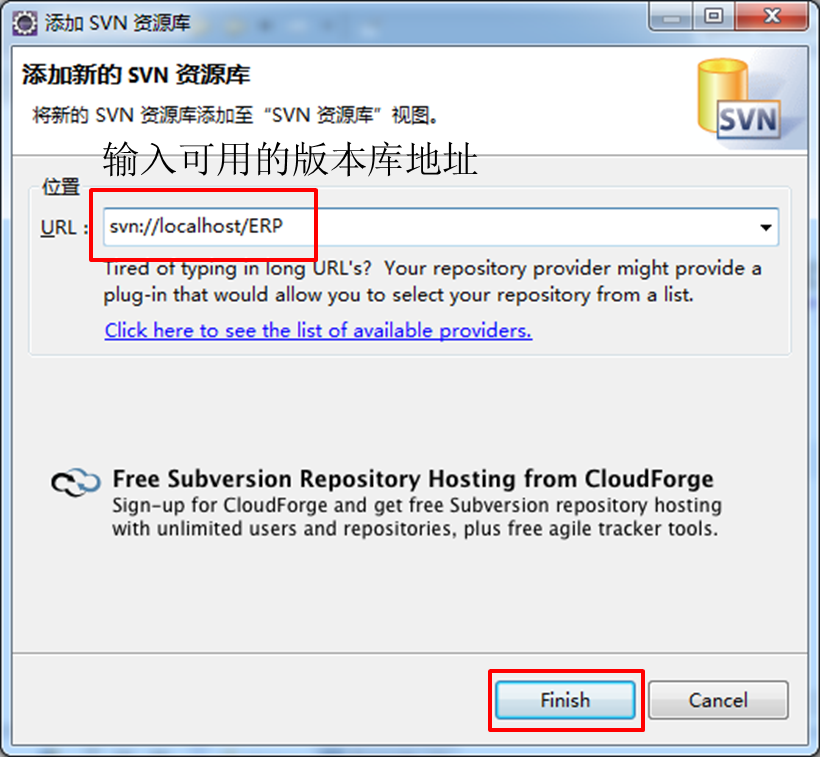 添加 SVN 资源库
添加新的 SVN 资源库
将新的 SVN 资源库添加至“SVN 资源库”视图。
SVN
输入可用的版本库地址
位置
URL：
svn://localhost/ERP
Tired of typing in long URL's? Your repository provider might provide a
plug-in that would allow you to select your repository from a list.
Click here to see the list of available providers.
Free Subversion Repository Hosting from CloudForge
Sign-up for CloudForge and get free Subversion repository hosting
with unlimited users and repositories, plus free agile tracker tools.
Finish
Cancel